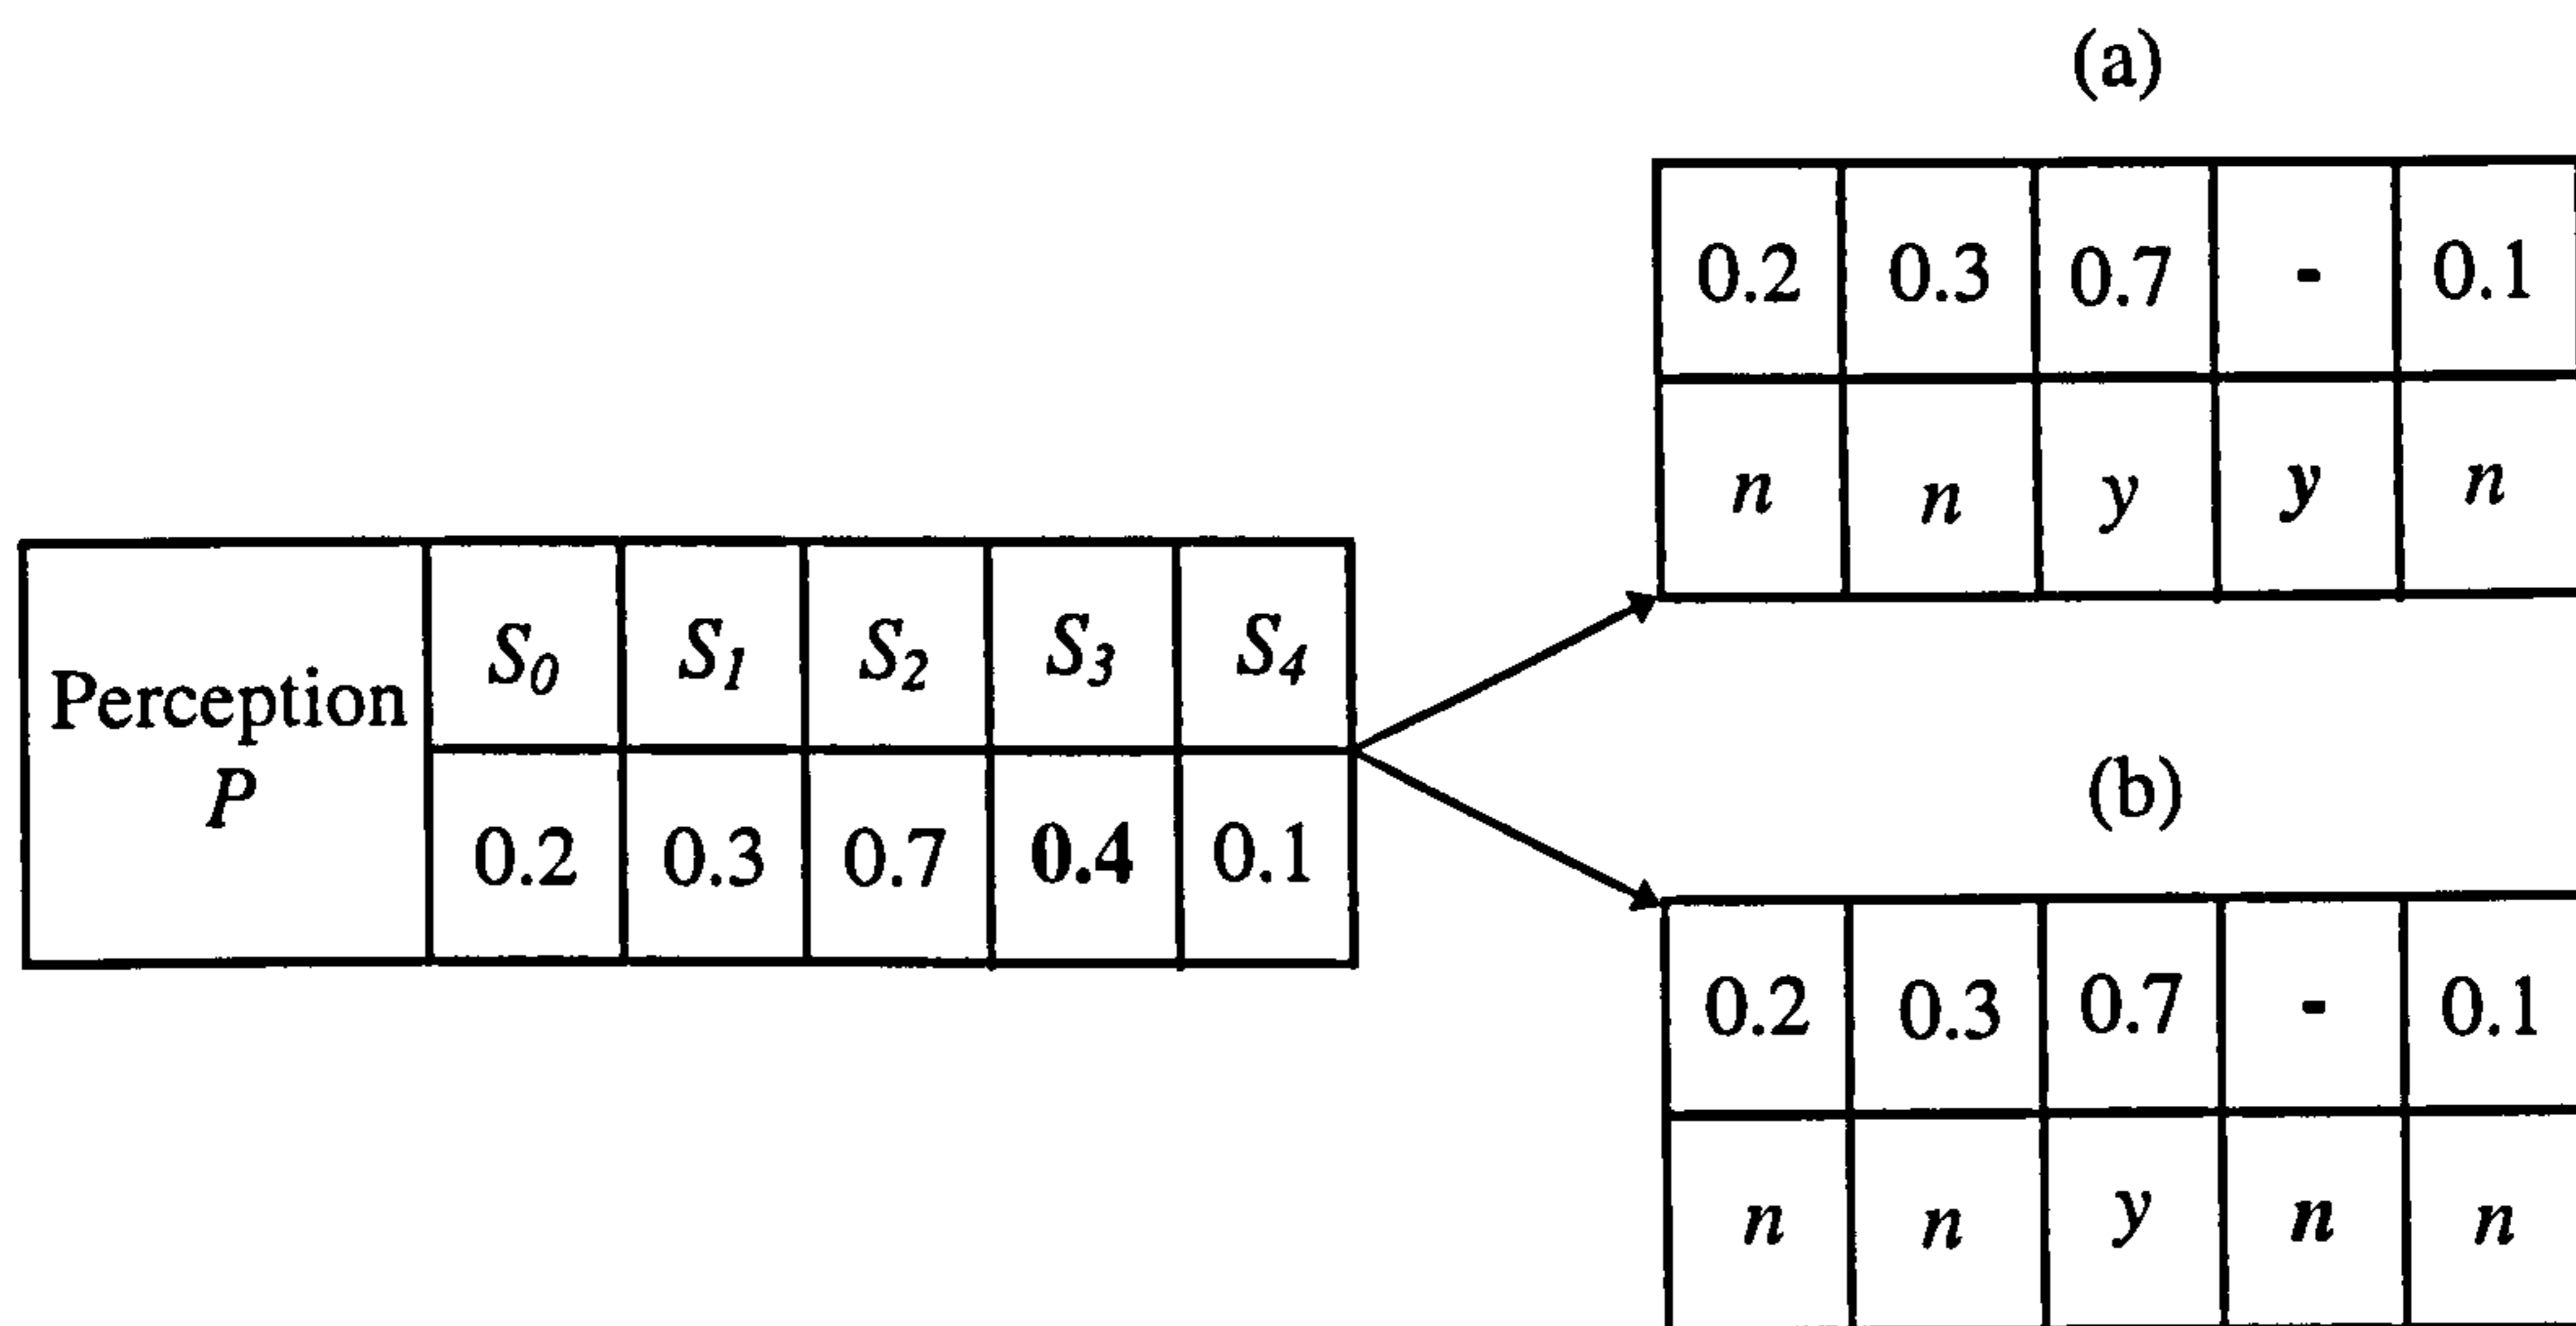 (a)
0.2 0.3 0.7 - 0.1
n n y y n
Perception
P
S0 S1 S2 S3 S4
0.2 0.3 0.7 0.4 0.1
(b)
0.2 0.3 0.7 - 0.1
n n y n n